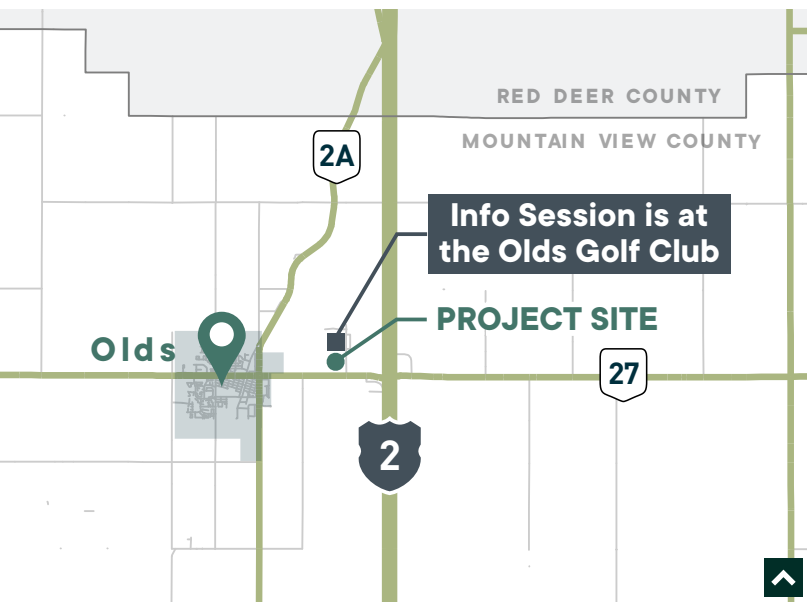 RED DEER COUNTY
MOUNTAIN VIEW COUNTY
2A
Info Session is at
the Olds Golf Club
PROJECT SITE
Olds
27
2